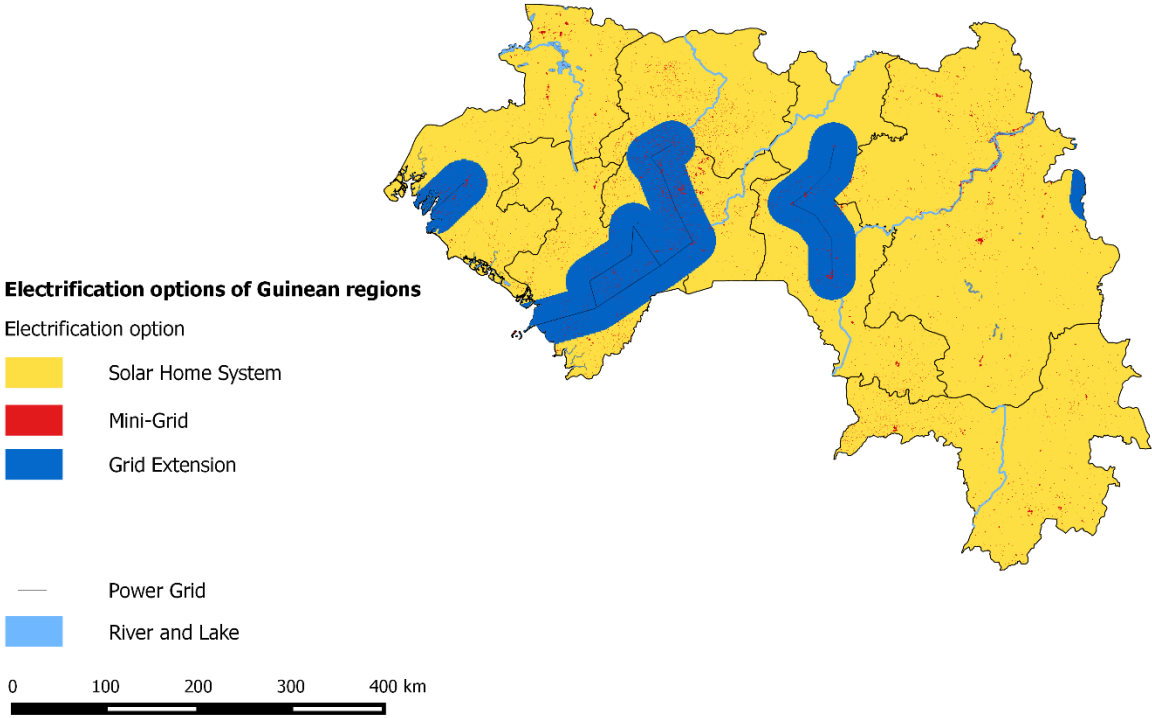 Electrification options of Guinean regions
Electrification option
Solar Home System
Mini-Grid
Grid Extension
Power Grid
River and Lake
0 100 200 300 400 km